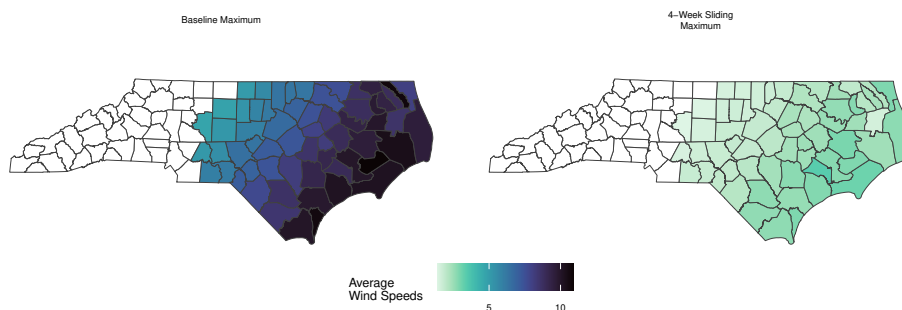 Baseline Maximum
4−Week Sliding
Maximum
Average
Wind Speeds
5
10